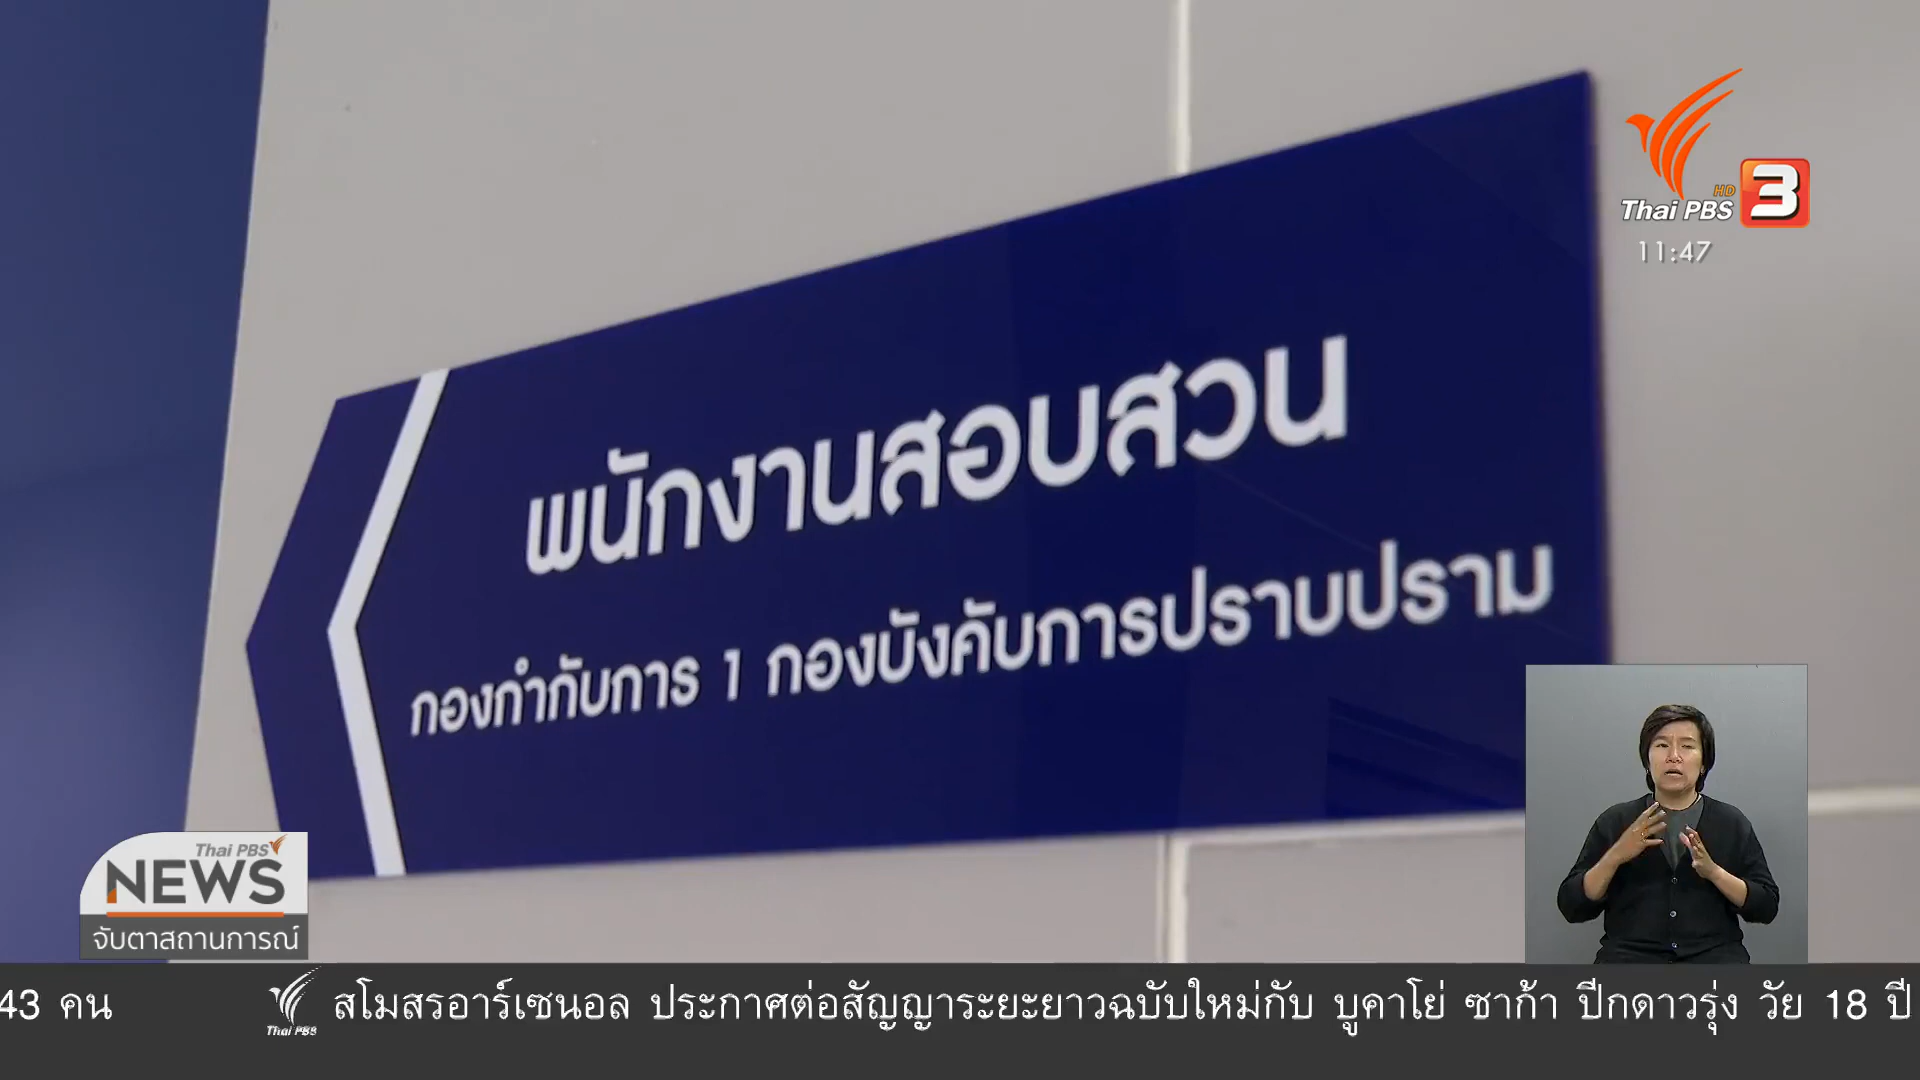 HD
Thai PBS 3
11:47
พนักงานสอบสวน
กองกำกับการ 1 กองบังคับการปราบปราม
Thai PBS
NEWS
จับตาสถานการณ์
43 คน Thai PBS สโมสรอาร์เซนอล ประกาศต่อสัญญาระยะยาวฉบับใหม่กับ บูคาโย่ ซาก้า ปีกดาวรุ่ง วัย 18 ปี